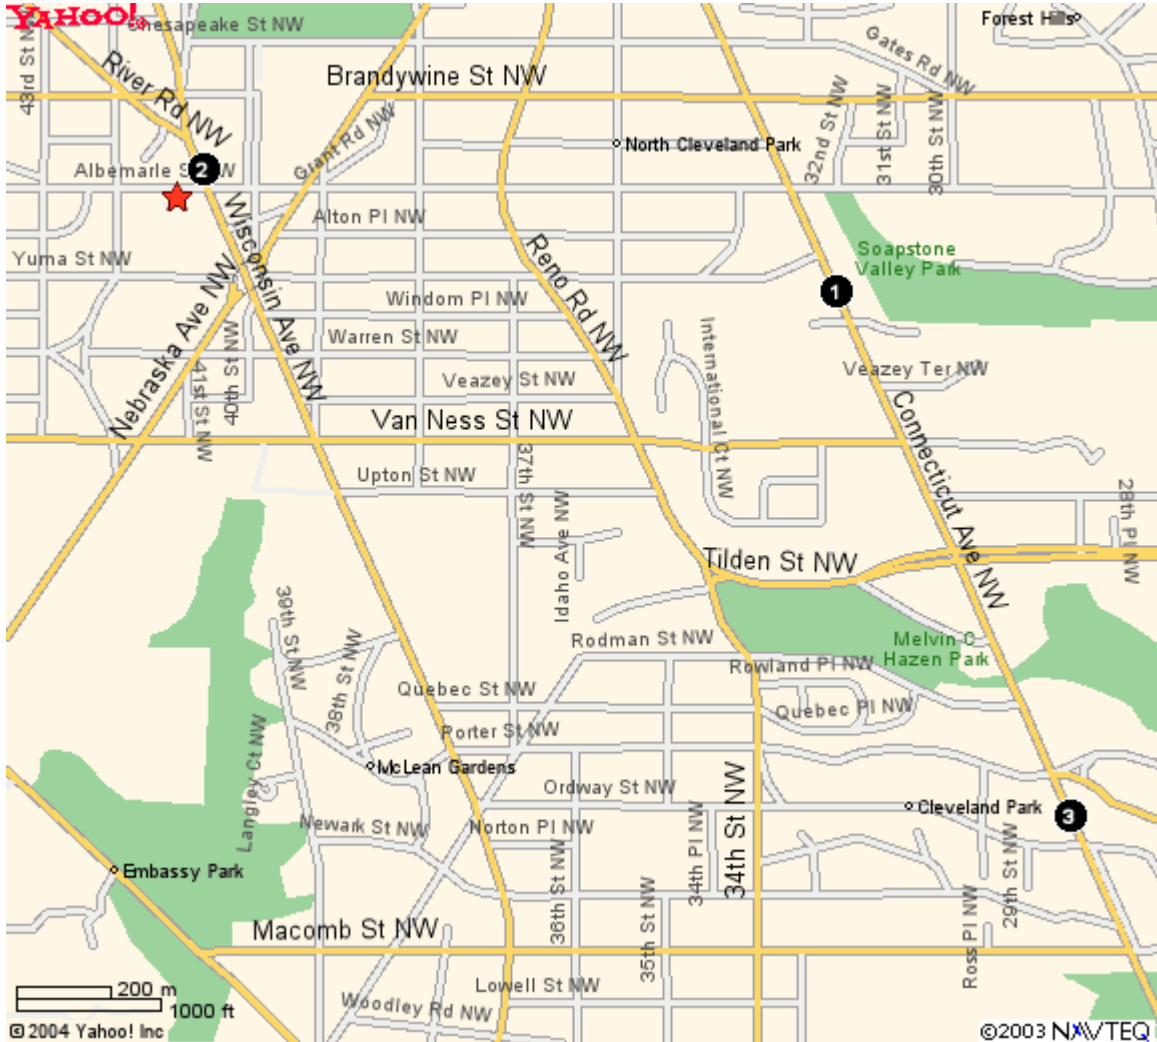 YAHOO!
Chesapeake St NW
Forest Hills
43rd St NW
River Rd NW
Brandywine St NW
Gates Rd NW
Grant Rd NW
North Cleveland Park
32nd St NW
31st St NW
30th St NW
Albemarle St NW
2
Wisconsin Ave NW
Alton Pl NW
Yuma St NW
Reno Rd NW
Soapstone
Valley Park
1
Nebraska Ave NW
Windom Pl NW
Warren St NW
International Ct NW
Veazey St NW
Veazey Ter NW
41st St NW
40th St NW
Van Ness St NW
Connecticut Ave NW
Upton St NW
37th St NW
28th Pl NW
Idaho Ave NW
Tilden St NW
39th St NW
38th St NW
Rodman St NW
Melvin C
Hazen Park
Rowland Pl NW
Quebec St NW
Quebec Pl NW
Porter St NW
Langley Ct NW
McLean Gardens
Ordway St NW
34th St NW
Cleveland Park
3
Newark St NW
Norton Pl NW
34th Pl NW
29th St NW
Embassy Park
36th St NW
35th St NW
Ross Pl NW
Macomb St NW
Lowell St NW
Woodley Rd NW
200 m
1000 ft
© 2004 Yahoo! Inc
©2003 NAVTEQ